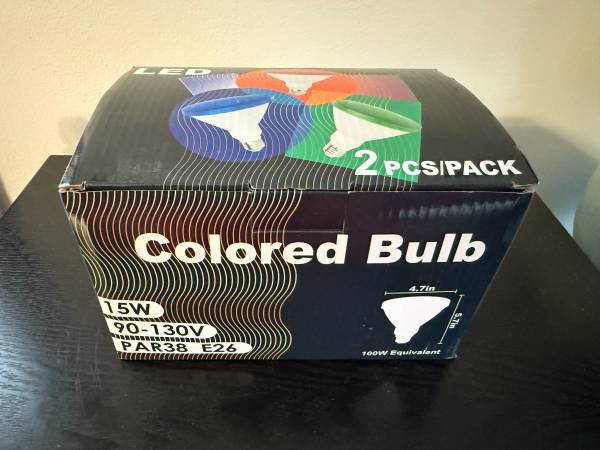 LED
2 PCS/PACK
Colored Bulb
15W
90-130V
PAR38 E26
4.7in
5.7in
100W Equivalent